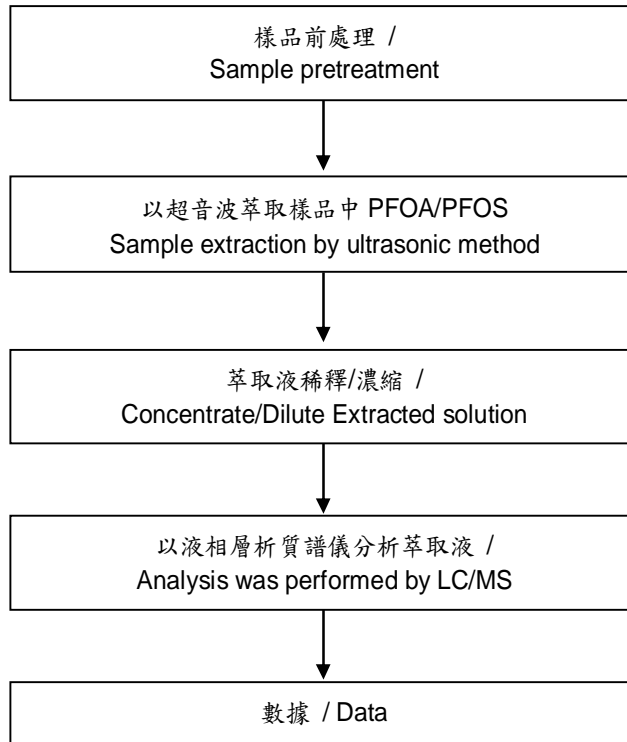 樣品前處理 /
Sample pretreatment
以超音波萃取樣品中 PFOA/PFOS
Sample extraction by ultrasonic method
萃取液稀釋/濃縮 /
Concentrate/Dilute Extracted solution
以液相層析質譜儀分析萃取液 /
Analysis was performed by LC/MS
數據 / Data